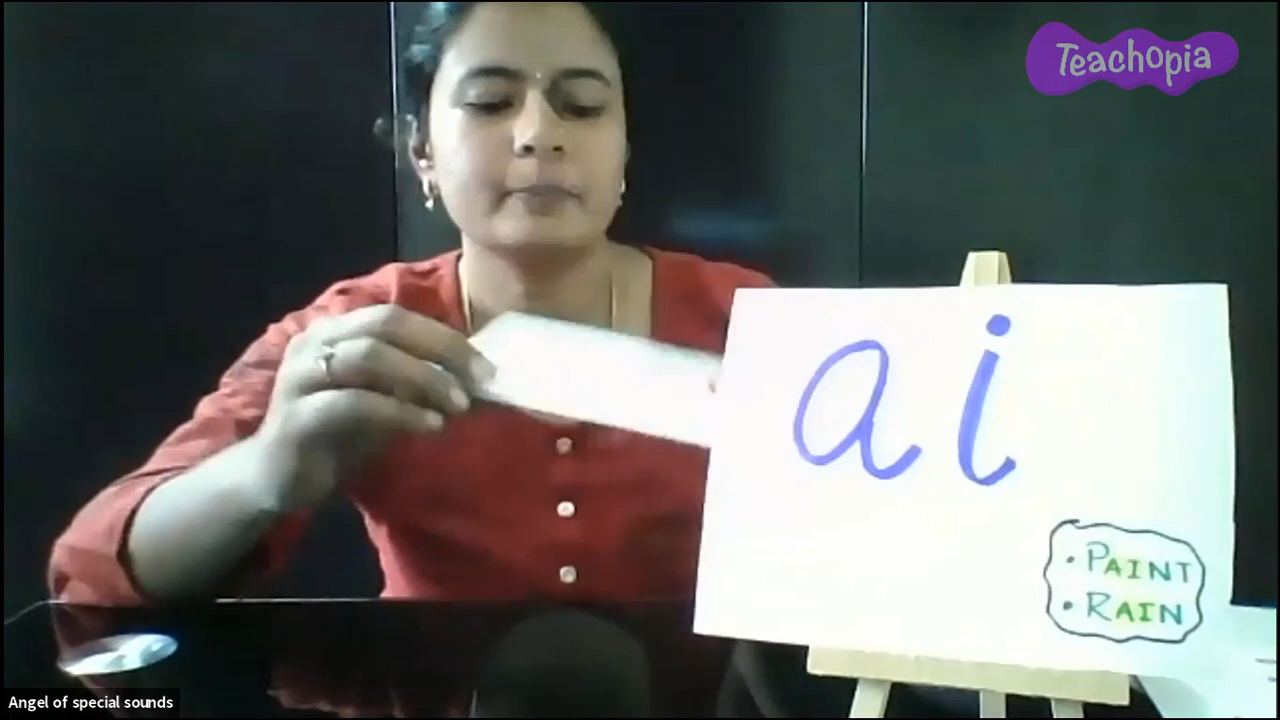 Teachopia
ai
• PAINT
• RAIN
Angel of special sounds